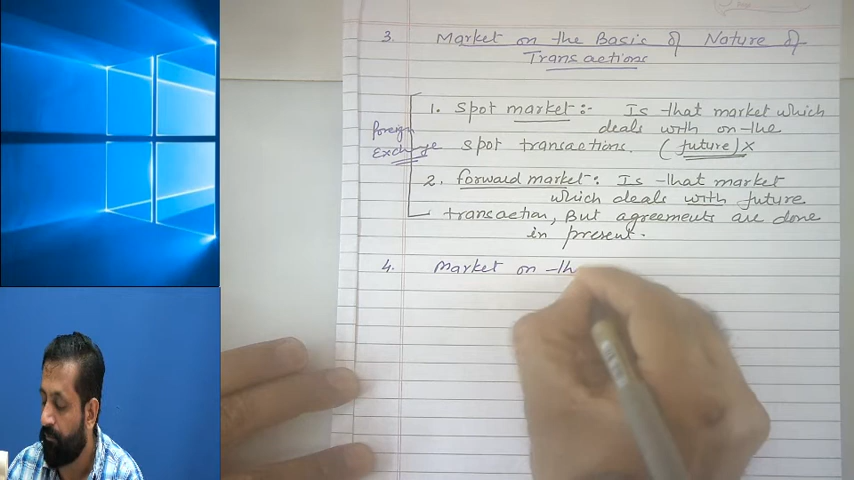 3. Market on the Basis of Nature of
Transactions
1. Spot market :- Is that market which
deals with on-the
spot transactions. (future) x
Foreign
Exchange
2. forward market : Is that market
which deals with future
transaction, But agreements are done
in present.
4. Market on th